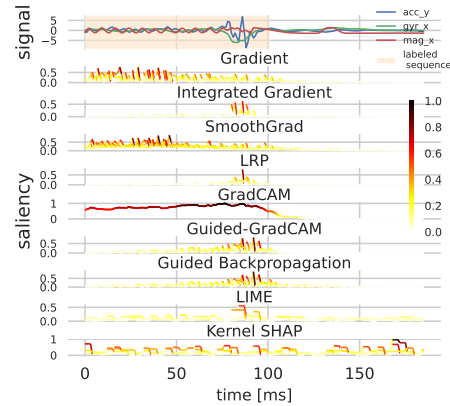 acc_y
gyr_x
mag_x
labeled
sequence
signal
5
0
−5
Gradient
0.5
0.0
Integrated Gradient
0.5
0.0
SmoothGrad
0.5
0.0
LRP
0.5
0.0
GradCAM
1
0
Guided-GradCAM
0.5
0.0
Guided Backpropagation
0.5
0.0
LIME
0.5
0.0
Kernel SHAP
1
0
saliency
1.0
0.8
0.6
0.4
0.2
0.0
0 50 100 150
time [ms]